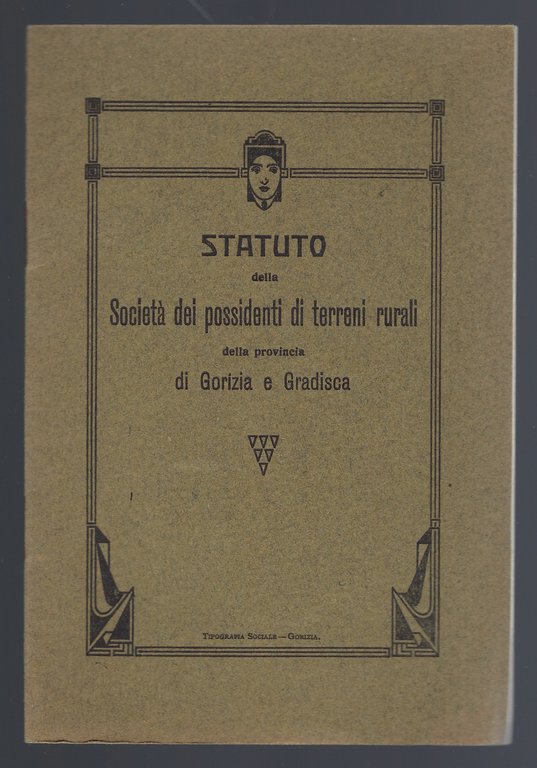 STATUTO
della
Società dei possidenti di terreni rurali
della provincia
di Gorizia e Gradisca
Tipografia Sociale — Gorizia.